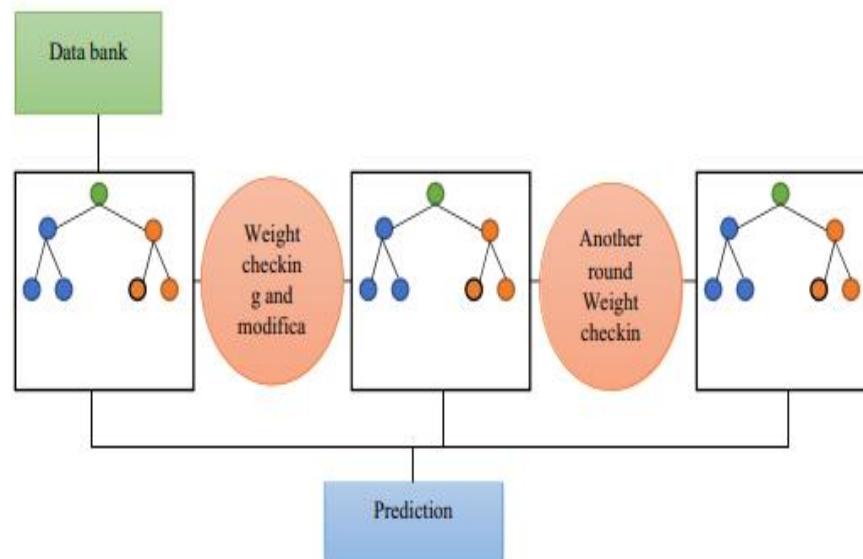 Data bank
Weight
checkin
g and
modifica
Another
round
Weight
checkin
Prediction